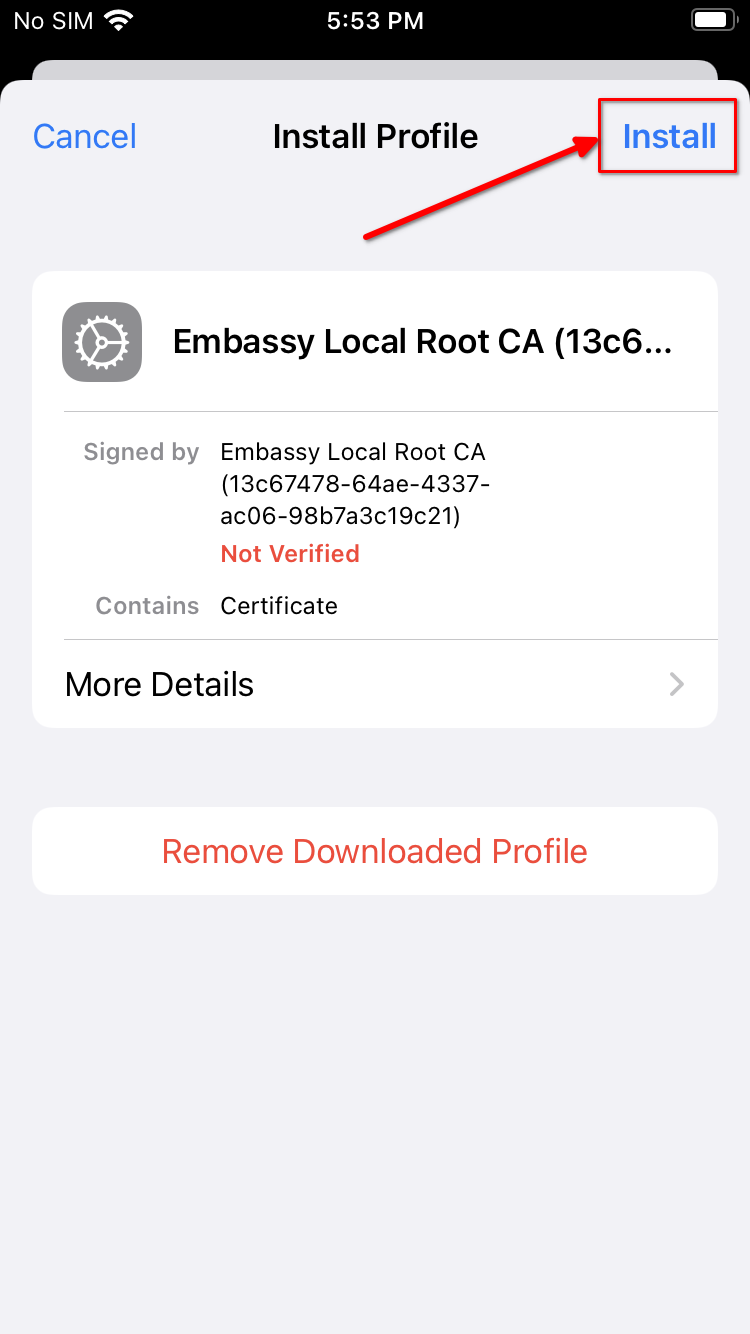 No SIM 5:53 PM
Cancel Install Profile Install
Embassy Local Root CA (13c6...
Signed by Embassy Local Root CA
(13c67478-64ae-4337-
ac06-98b7a3c19c21)
Not Verified
Contains Certificate
More Details
Remove Downloaded Profile